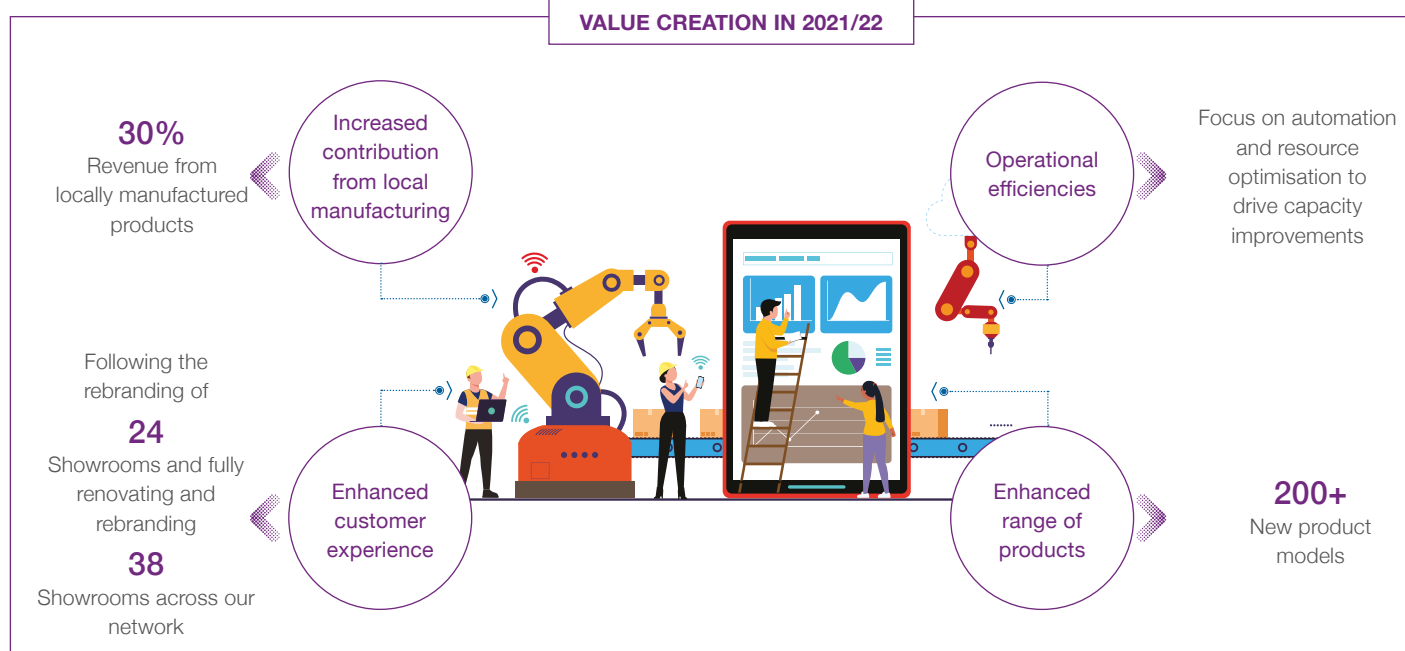 VALUE CREATION IN 2021/22
30%
Revenue from
locally manufactured
products
Increased
contribution
from local
manufacturing
Operational
efficiencies
Focus on automation
and resource
optimisation to
drive capacity
improvements
Following the
rebranding of
24
Showrooms and fully
renovating and
rebranding
38
Showrooms across our
network
Enhanced
customer
experience
Enhanced
range of
products
200+
New product
models